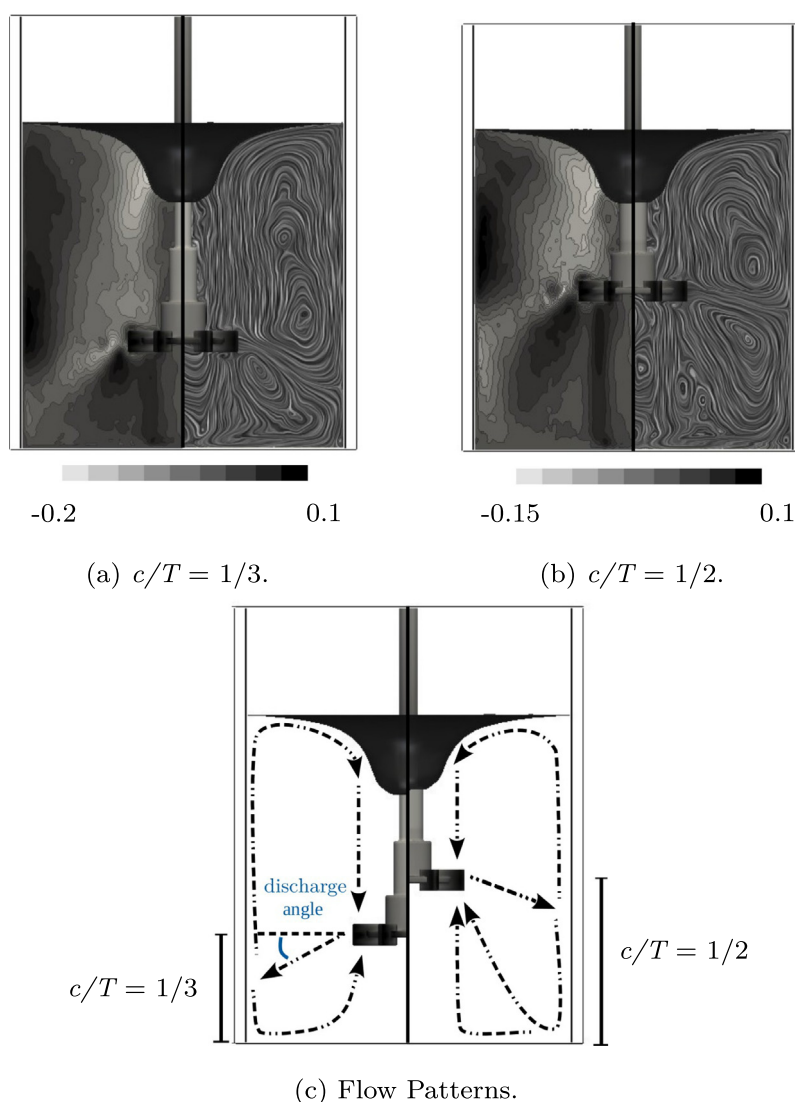 -0.2 0.1
-0.15 0.1
(a) c/T = 1/3.
(b) c/T = 1/2.
discharge
angle
c/T = 1/3
c/T = 1/2
(c) Flow Patterns.